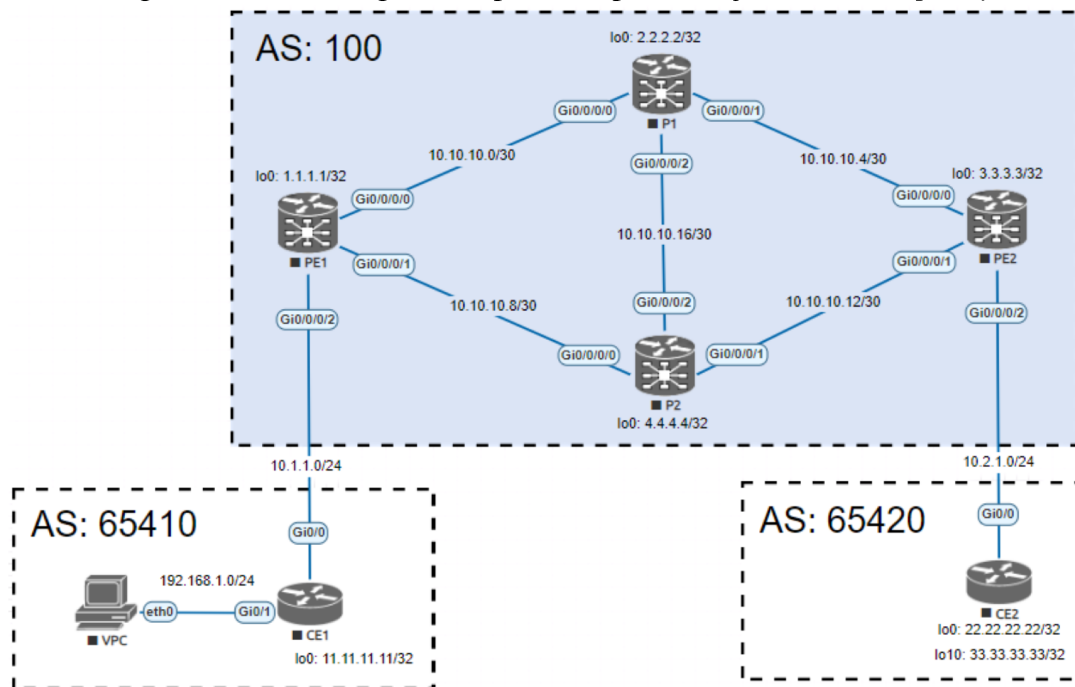 AS: 100
lo0: 2.2.2.2/32
P1
Gi0/0/0/0
Gi0/0/0/1
Gi0/0/0/2
10.10.10.0/30
10.10.10.4/30
lo0: 1.1.1.1/32
lo0: 3.3.3.3/32
Gi0/0/0/0
Gi0/0/0/0
10.10.10.16/30
PE1
PE2
Gi0/0/0/1
Gi0/0/0/1
10.10.10.8/30
10.10.10.12/30
Gi0/0/0/2
Gi0/0/0/2
Gi0/0/0/2
Gi0/0/0/0
Gi0/0/0/1
P2
lo0: 4.4.4.4/32
10.1.1.0/24
10.2.1.0/24
AS: 65410
Gi0/0
192.168.1.0/24
eth0
Gi0/1
VPC
CE1
lo0: 11.11.11.11/32
AS: 65420
Gi0/0
CE2
lo0: 22.22.22.22/32
lo10: 33.33.33.33/32